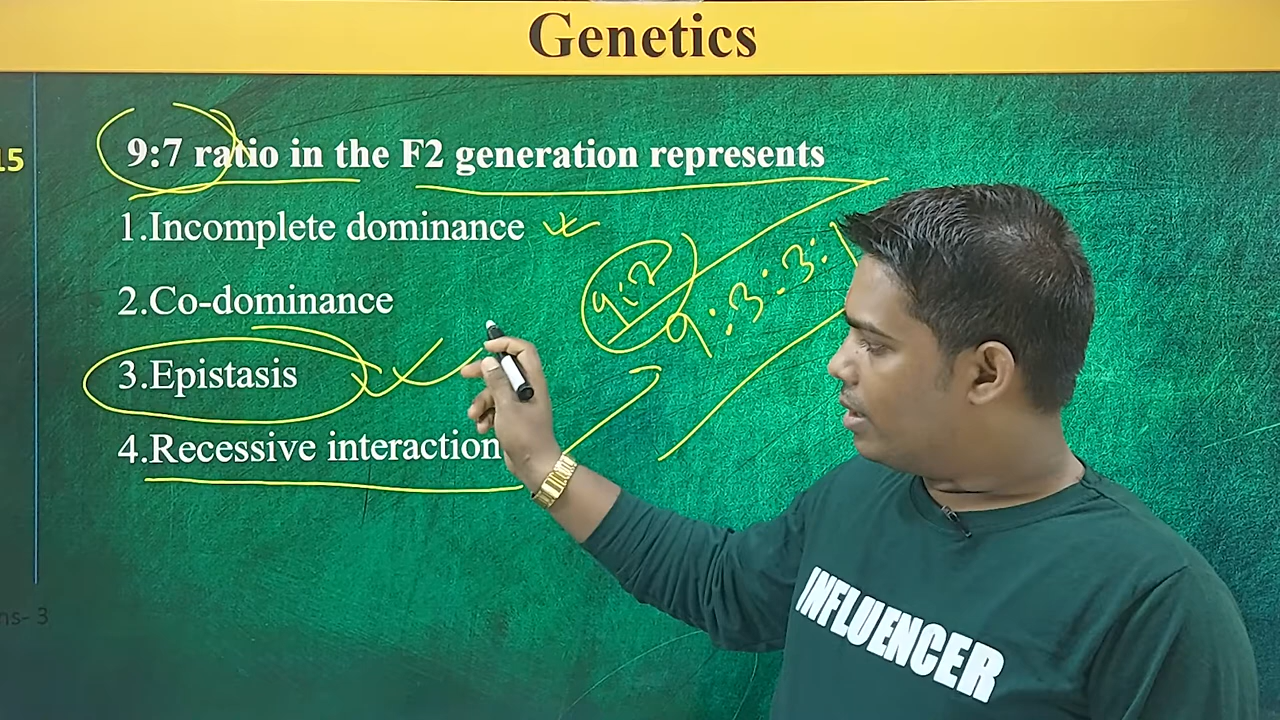 Genetics
15
9:7 ratio in the F2 generation represents
1.Incomplete dominance
9:7
9:3:3:1
2.Co-dominance
3.Epistasis
4.Recessive interaction
INFLUENCER
ns- 3